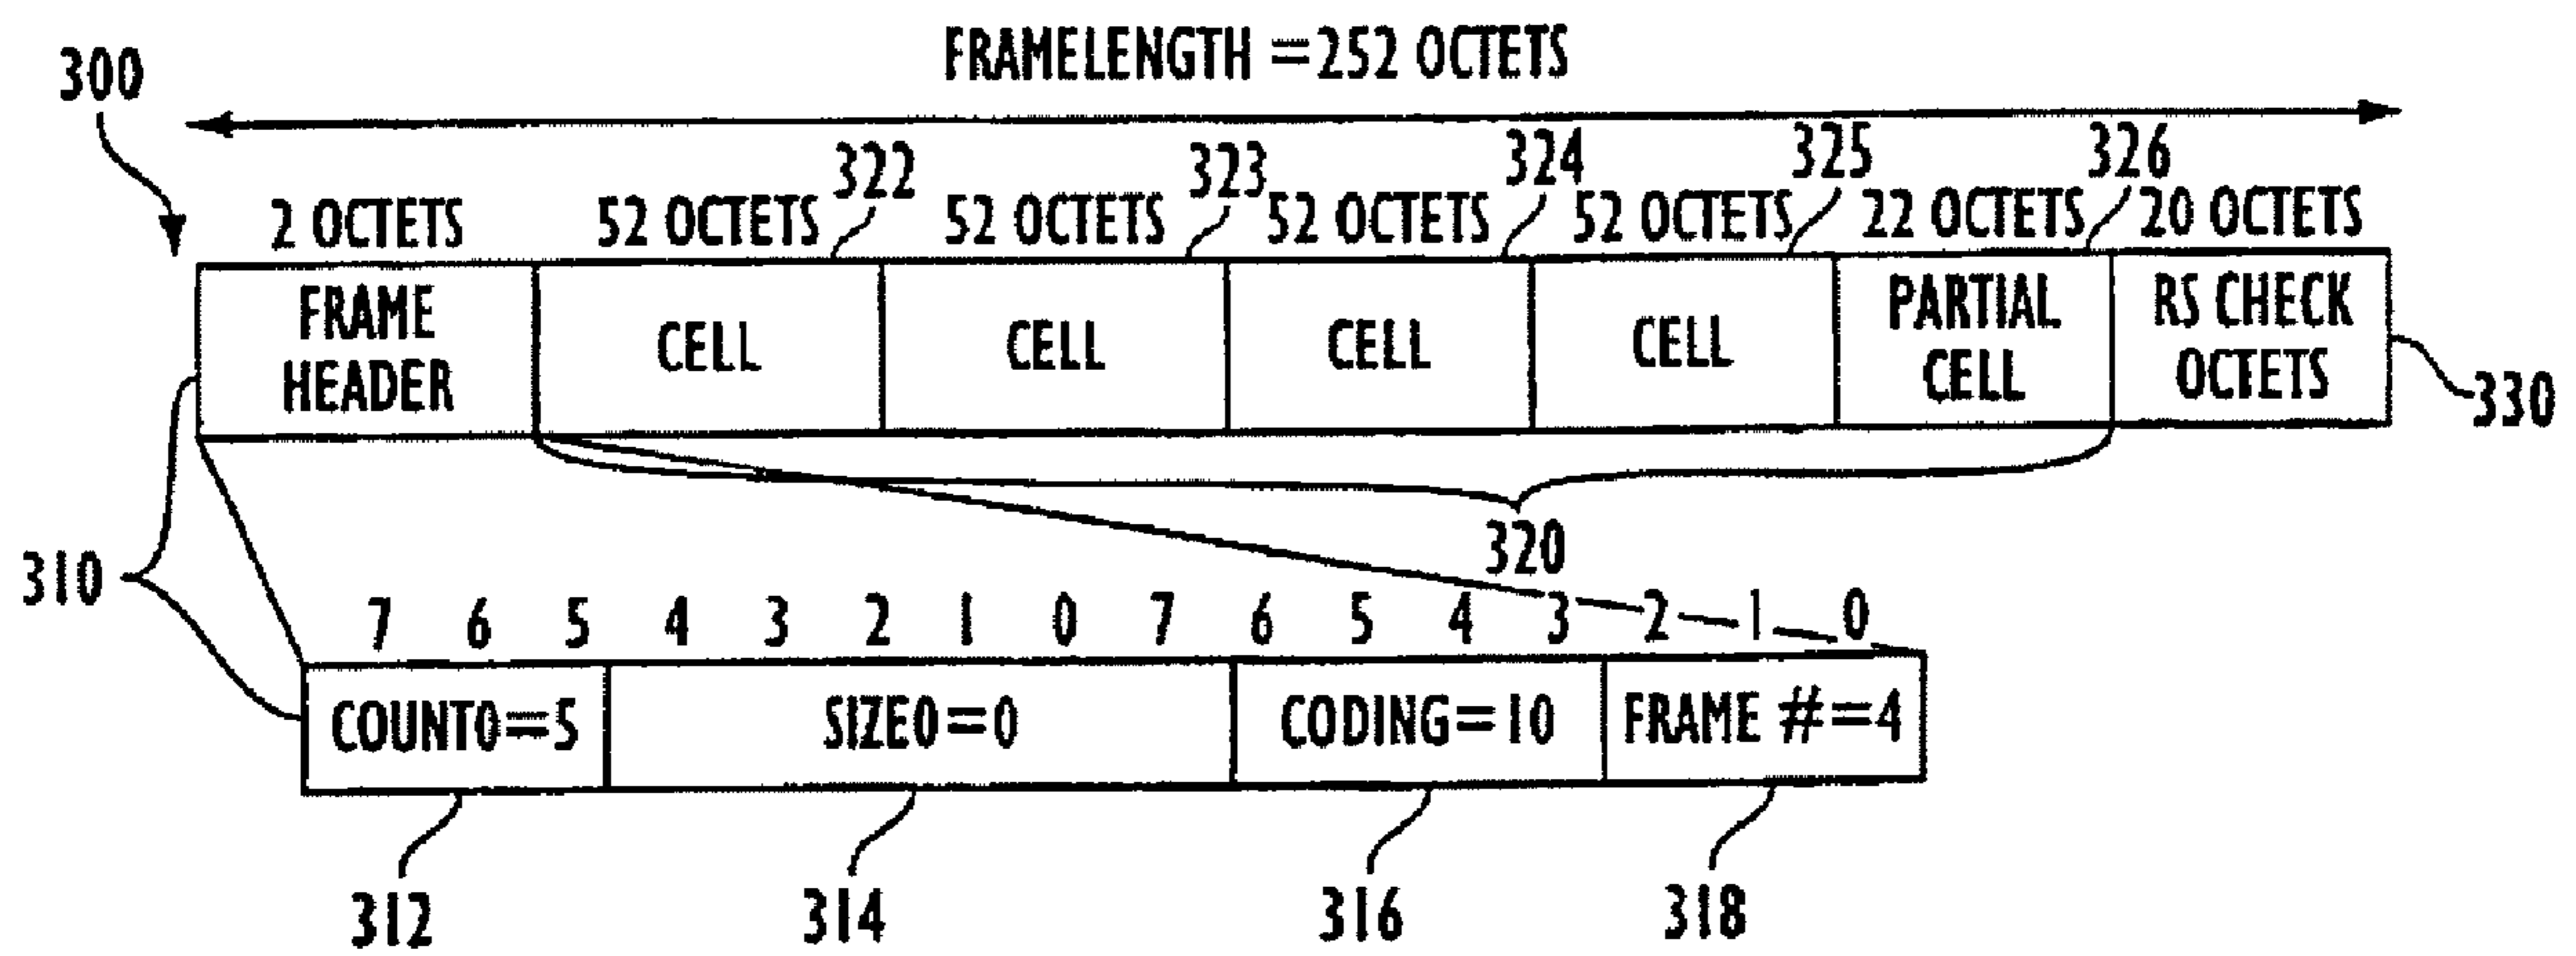 FRAMELENGTH =252 OCTETS
300
322 323 324 325 326
2 OCTETS 52 OCTETS 52 OCTETS 52 OCTETS 52 OCTETS 22 OCTETS 20 OCTETS
FRAME HEADER CELL CELL CELL CELL PARTIAL CELL RS CHECK OCTETS
330
320
310
7 6 5 4 3 2 1 0 7 6 5 4 3 2 1 0
COUNT0=5 SIZE0=0 CODING=10 FRAME #=4
312 314 316 318